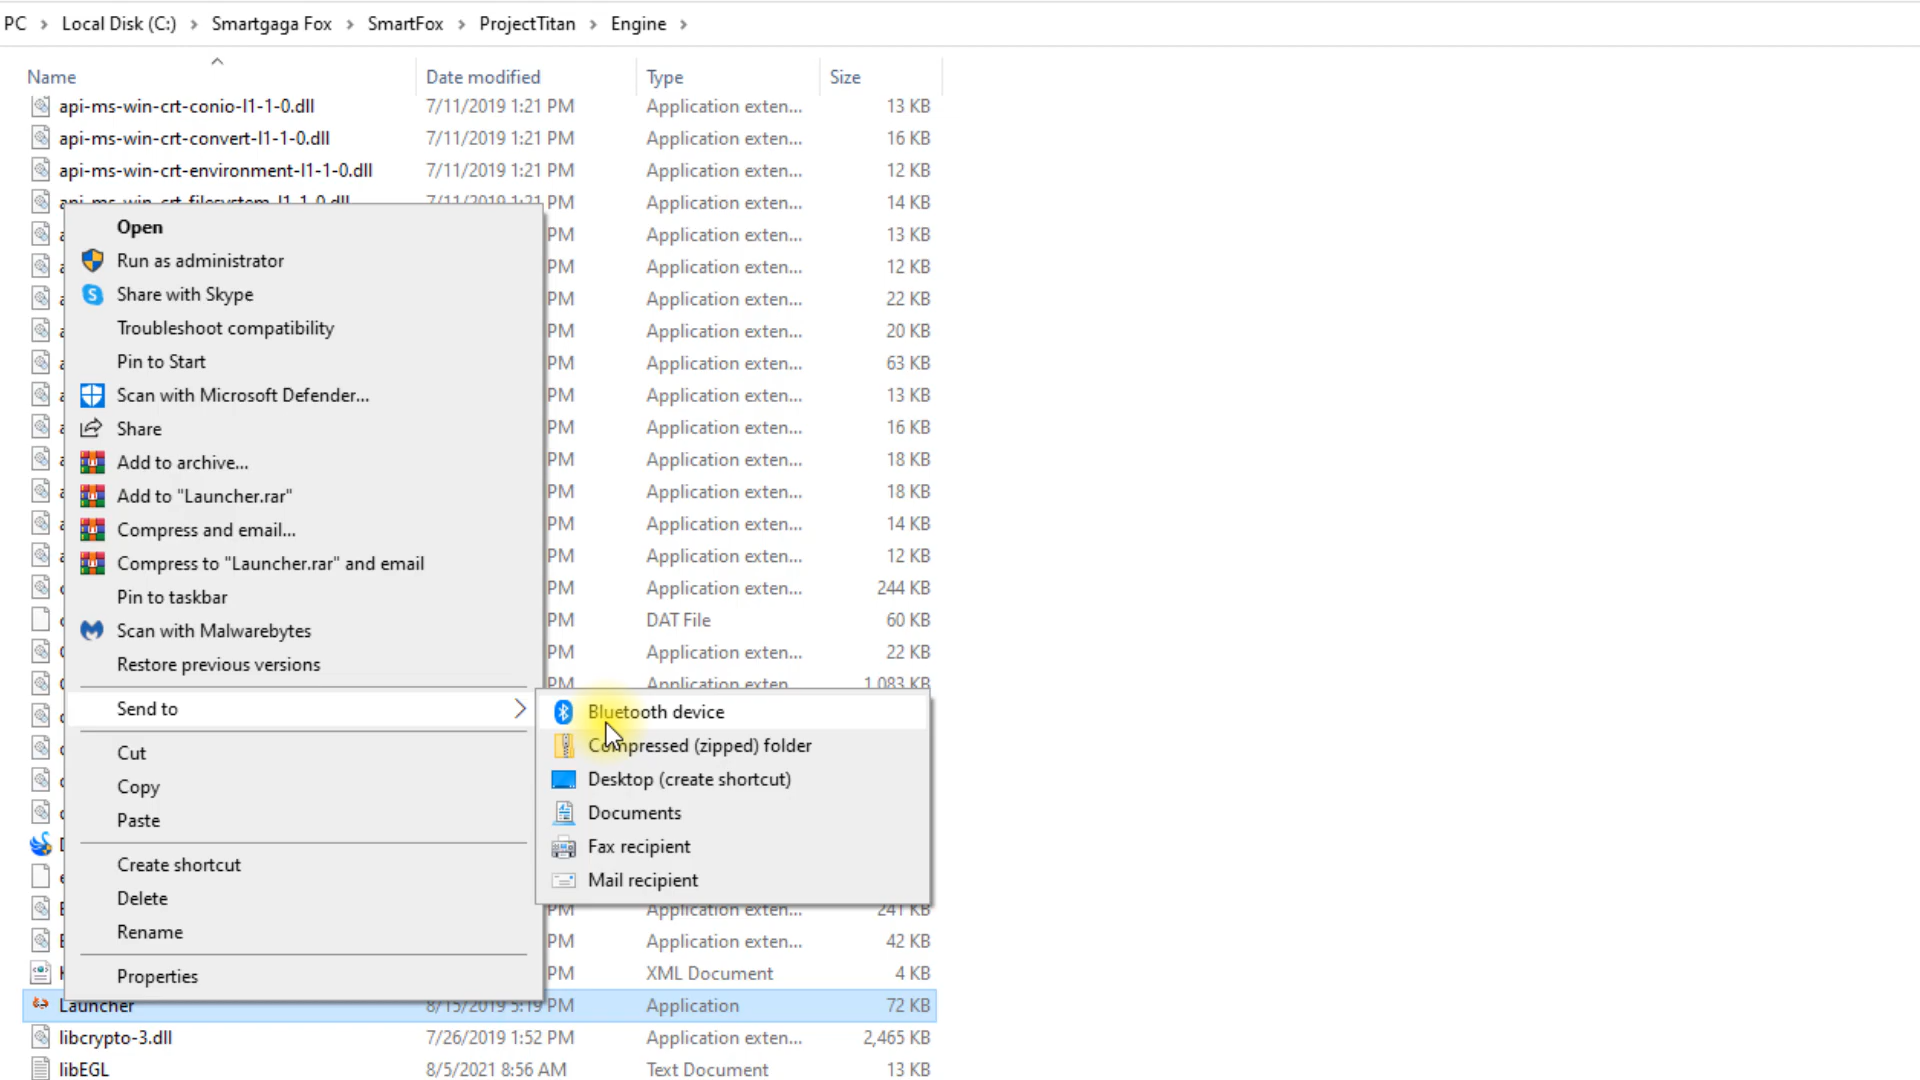 PC > Local Disk (C:) > Smartgaga Fox > SmartFox > ProjectTitan > Engine >
Name Date modified Type Size
api-ms-win-crt-conio-l1-1-0.dll 7/11/2019 1:21 PM Application exten... 13 KB
api-ms-win-crt-convert-l1-1-0.dll 7/11/2019 1:21 PM Application exten... 16 KB
api-ms-win-crt-environment-l1-1-0.dll 7/11/2019 1:21 PM Application exten... 12 KB
api-ms-win-crt-filesystem-l1-1-0.dll 7/11/2019 1:21 PM Application exten... 14 KB
PM Application exten... 13 KB
PM Application exten... 12 KB
PM Application exten... 22 KB
PM Application exten... 20 KB
PM Application exten... 63 KB
PM Application exten... 13 KB
PM Application exten... 16 KB
PM Application exten... 18 KB
PM Application exten... 18 KB
PM Application exten... 14 KB
PM Application exten... 12 KB
PM Application exten... 244 KB
PM DAT File 60 KB
PM Application exten... 22 KB
PM Application exten... 1,083 KB
Open
Run as administrator
Share with Skype
Troubleshoot compatibility
Pin to Start
Scan with Microsoft Defender...
Share
Add to archive...
Add to "Launcher.rar"
Compress and email...
Compress to "Launcher.rar" and email
Pin to taskbar
Scan with Malwarebytes
Restore previous versions
Send to
Cut
Copy
Paste
Create shortcut
Delete
Rename
Properties
Bluetooth device
Compressed (zipped) folder
Desktop (create shortcut)
Documents
Fax recipient
Mail recipient
PM Application exten... 241 KB
PM Application exten... 42 KB
PM XML Document 4 KB
Launcher 8/15/2019 5:19 PM Application 72 KB
libcrypto-3.dll 7/26/2019 1:52 PM Application exten... 2,465 KB
libEGL 8/5/2021 8:56 AM Text Document 13 KB